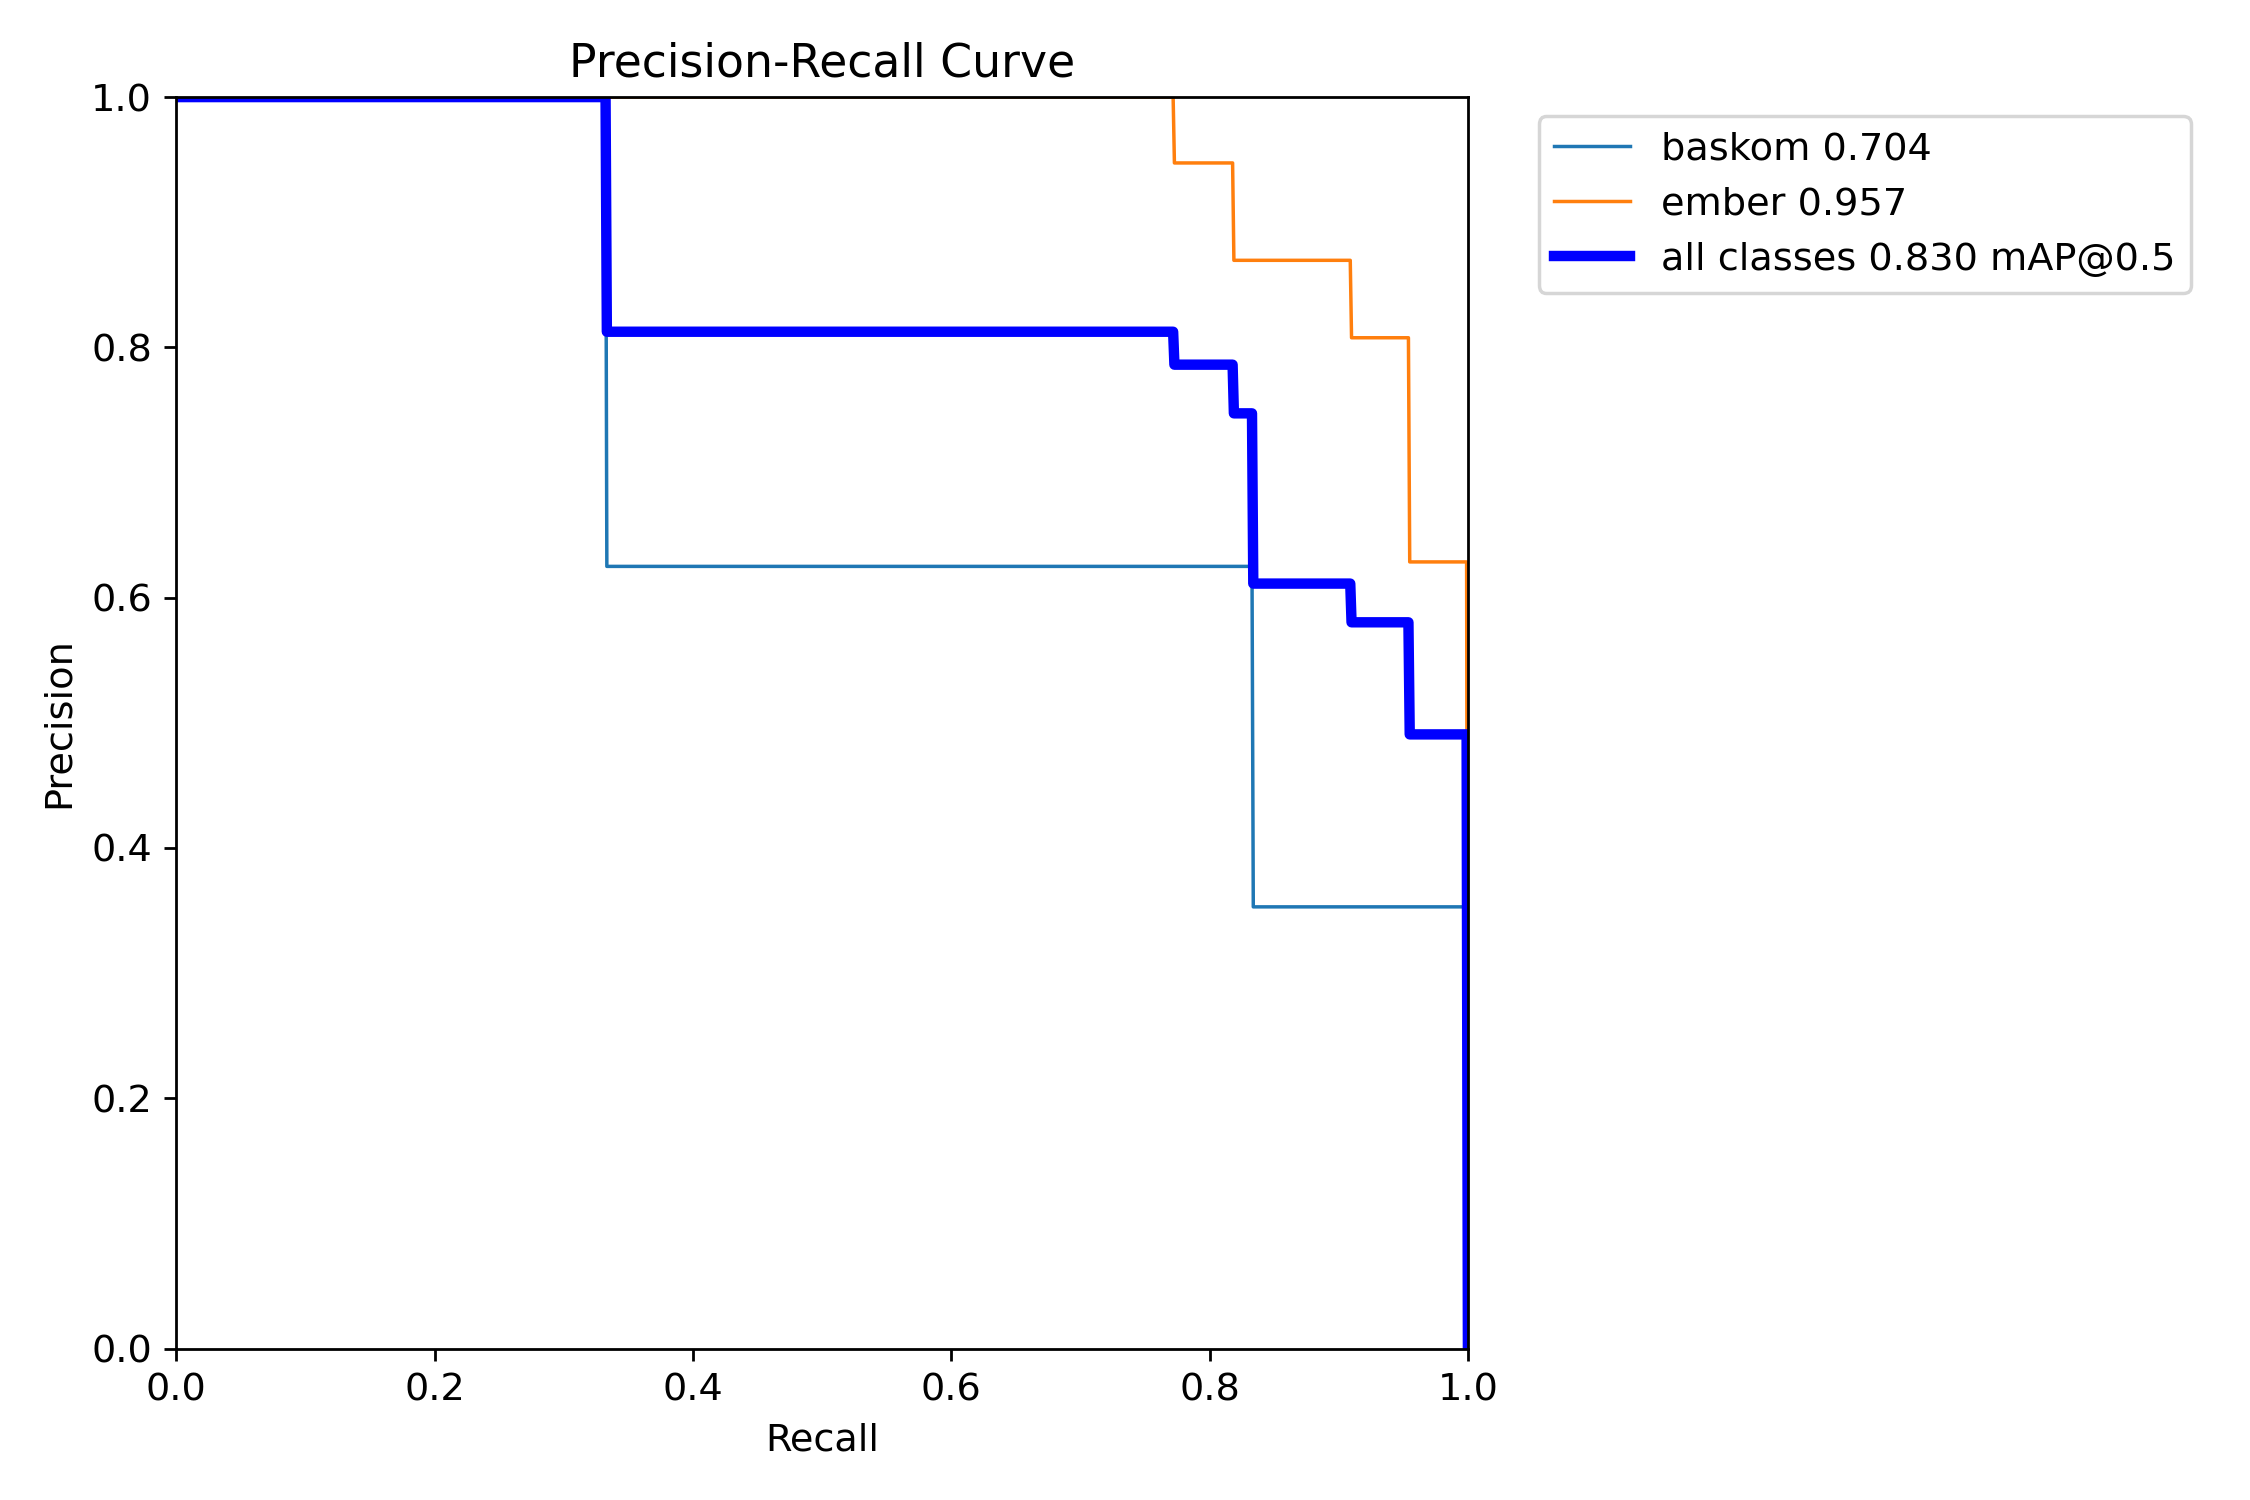 Precision-Recall Curve
1.0
0.8
0.6
0.4
0.2
0.0
Precision
0.0 0.2 0.4 0.6 0.8 1.0
Recall
baskom 0.704
ember 0.957
all classes 0.830 mAP@0.5